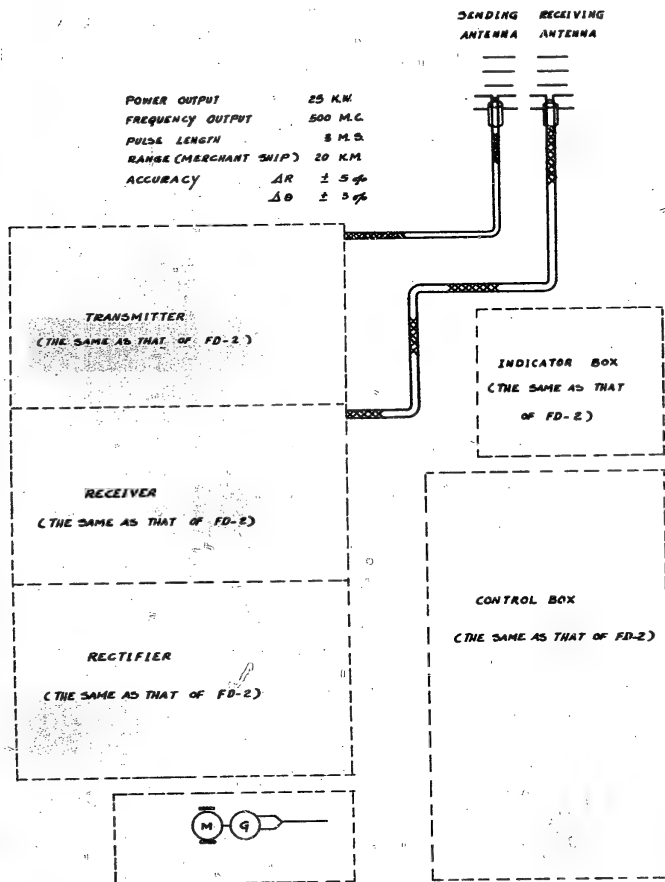 SENDING RECEIVING
ANTENNA ANTENNA
POWER OUTPUT 25 K.W.
FREQUENCY OUTPUT 500 M.C.
PULSE LENGTH 3 M.S.
RANGE (MERCHANT SHIP) 20 KM
ACCURACY ΔR ± 5 %
Δθ ± 3 %
TRANSMITTER
(THE SAME AS THAT OF FD-2)
INDICATOR BOX
(THE SAME AS THAT
OF FD-2)
RECEIVER
(THE SAME AS THAT OF FD-2)
CONTROL BOX
(THE SAME AS THAT OF FD-2)
RECTIFIER
(THE SAME AS THAT OF FD-2)
M G